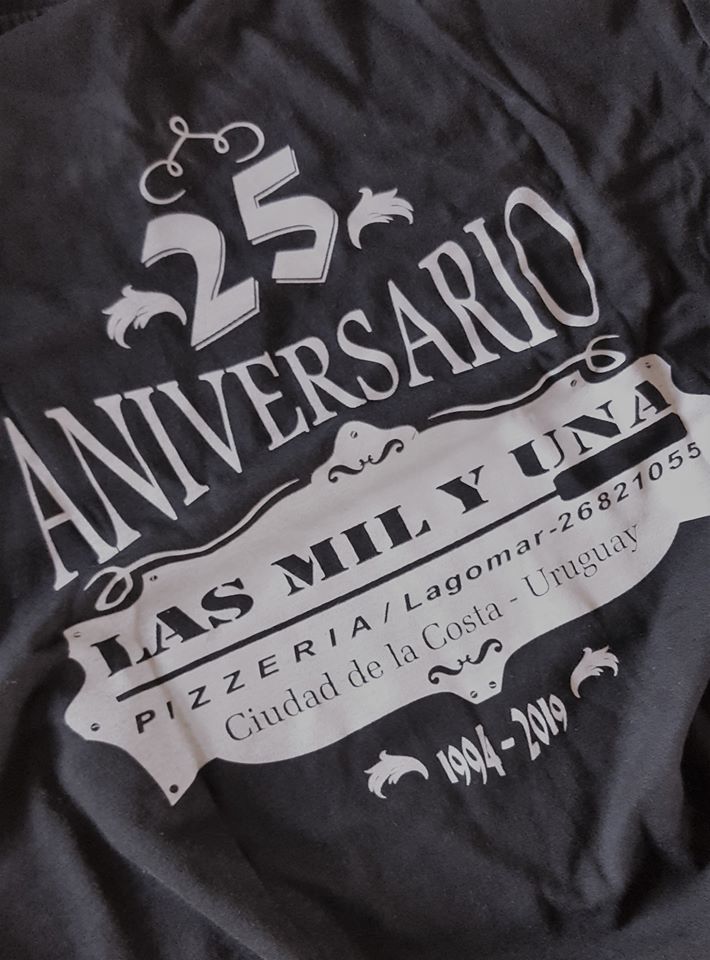 25
ANIVERSARIO
LAS MIL Y UNA
PIZZERIA/Lagomar-26821055
Ciudad de la Costa - Uruguay
1994-2019